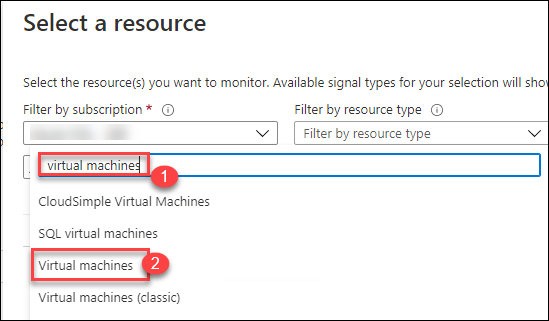 Select a resource
Select the resource(s) you want to monitor. Available signal types for your selection will sho
Filter by subscription * Filter by resource type
Filter by resource type
virtual machines
1
CloudSimple Virtual Machines
SQL virtual machines
Virtual machines 2
Virtual machines (classic)